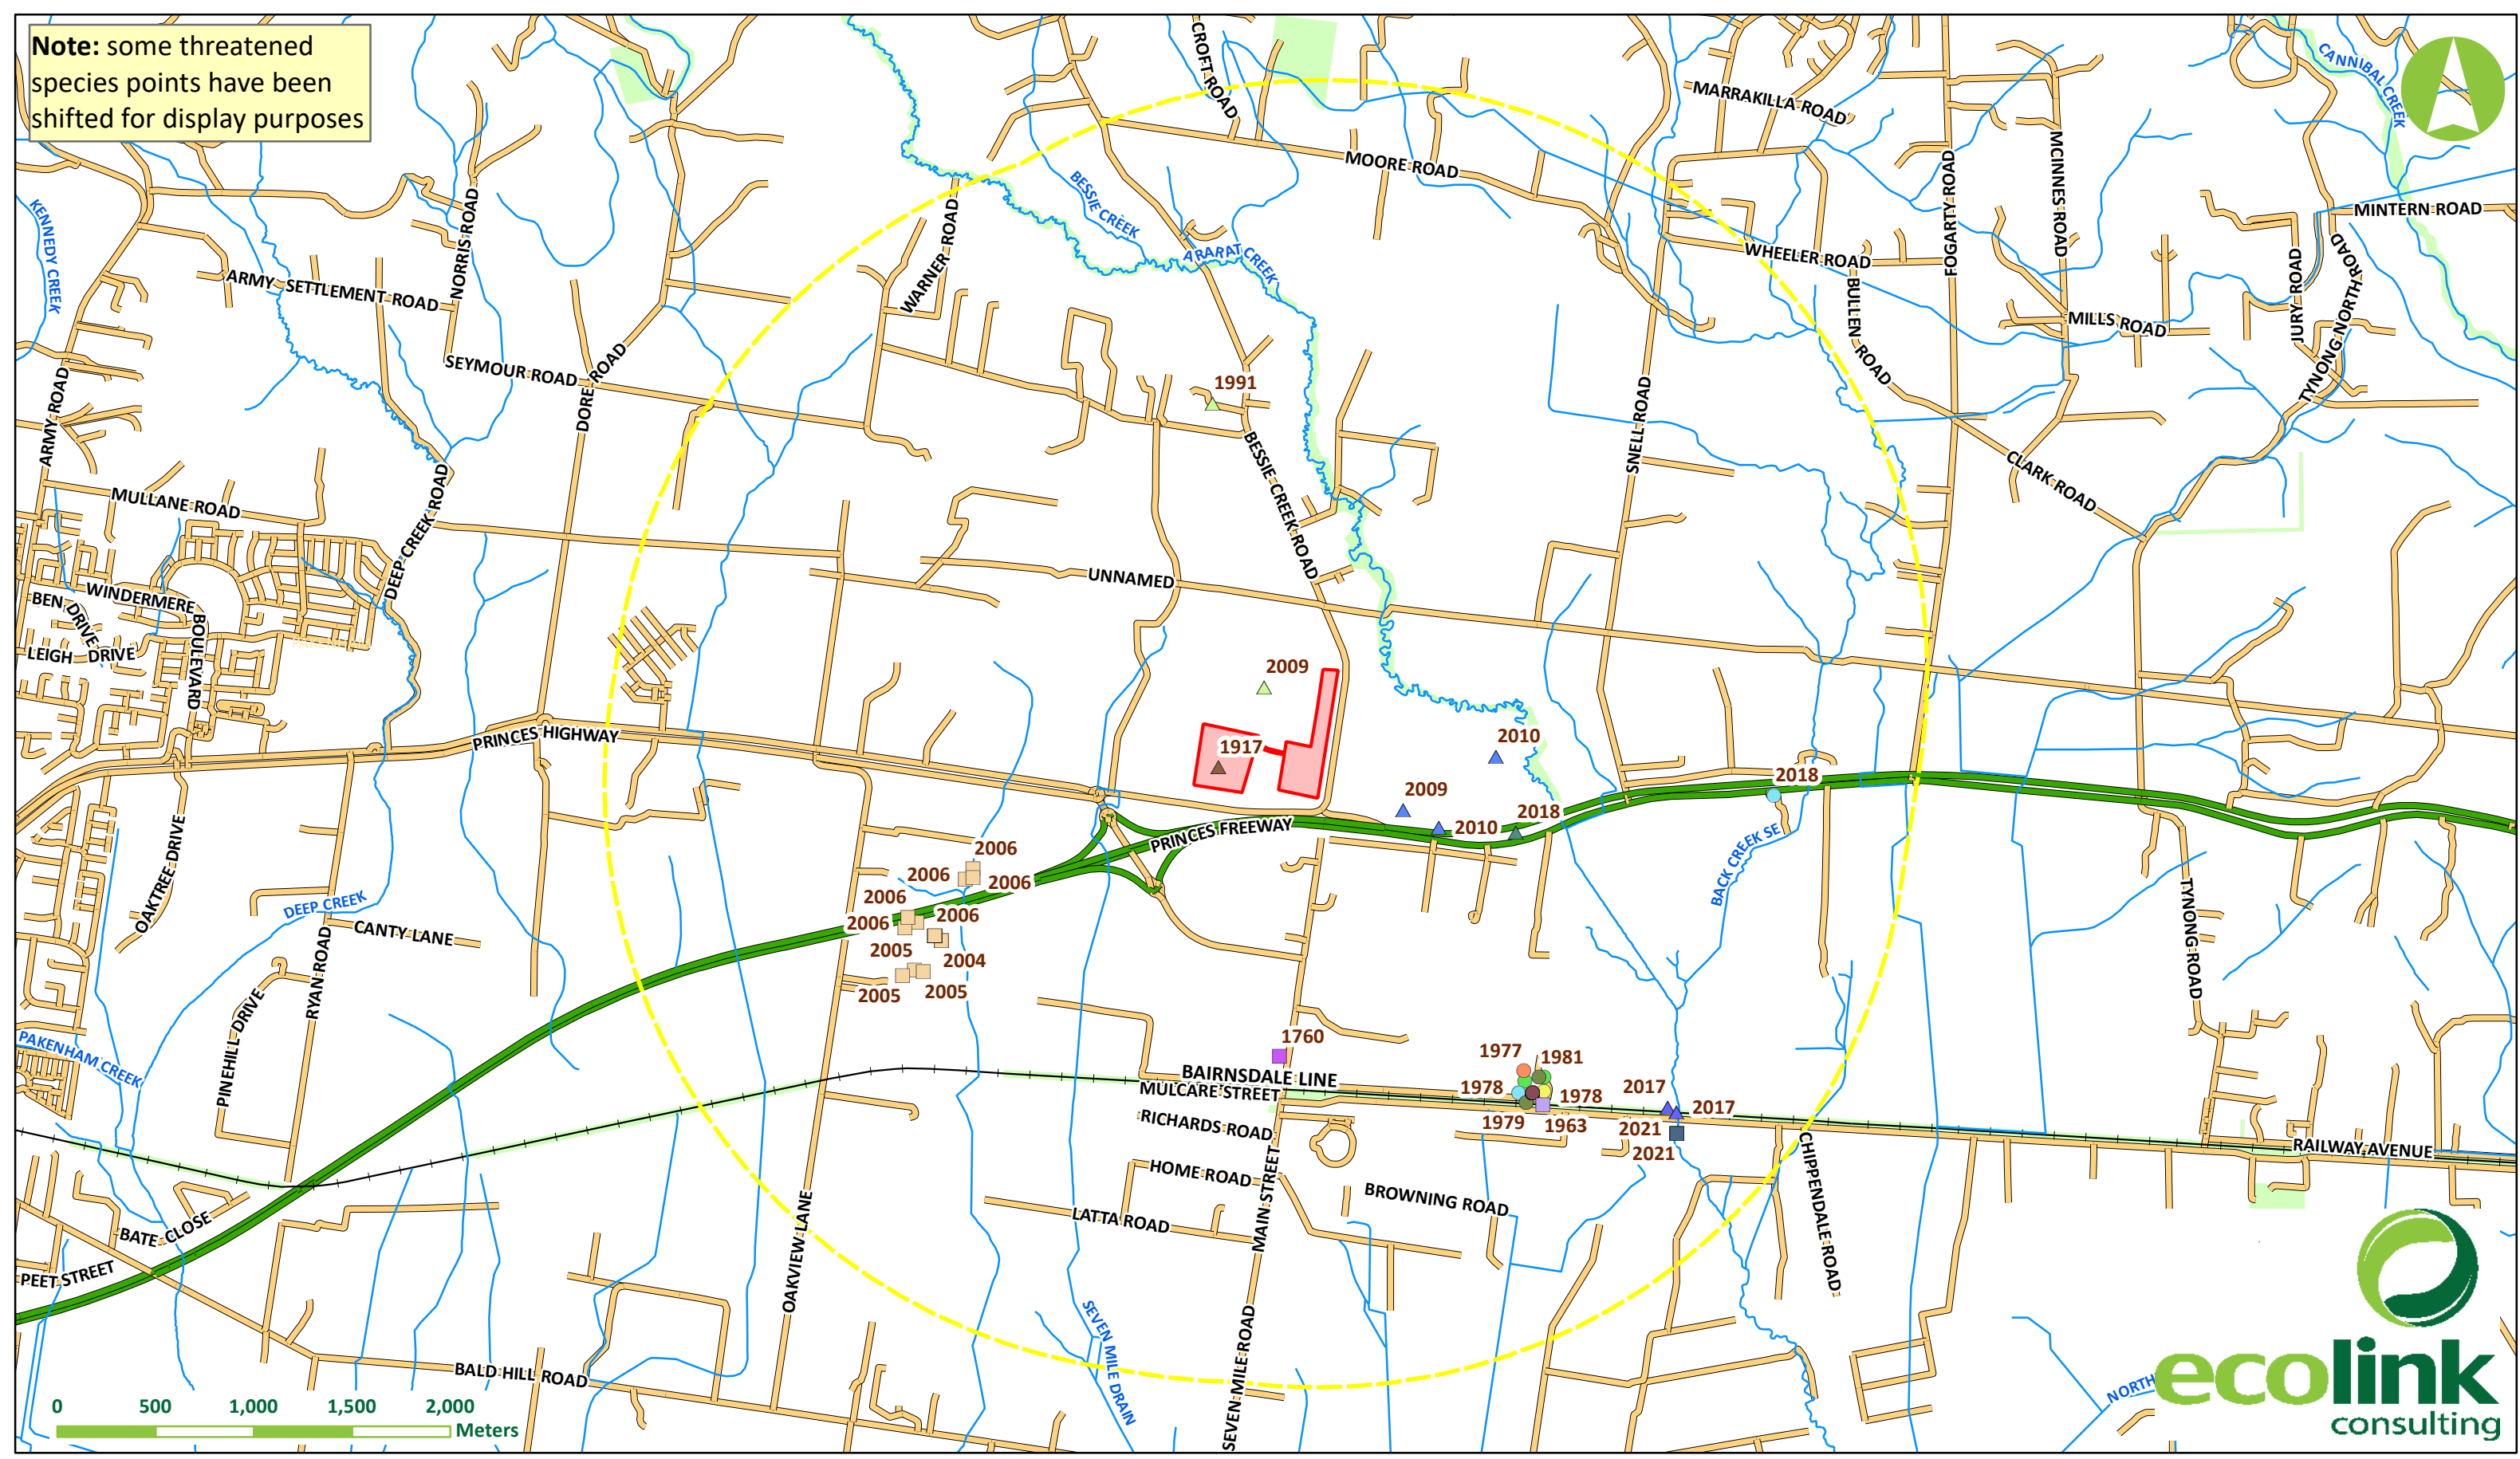 Note: some threatened
species points have been
shifted for display purposes
CROFT ROAD
CANNIBAL CREEK
MARRAKILLA ROAD
MOORE ROAD
MCINNES ROAD
FOGARTY ROAD
BESSIE CREEK
KENNEDY CREEK
NORRIS ROAD
WARNER ROAD
ARARAT CREEK
MINTERN ROAD
WHEELER ROAD
ARMY SETTLEMENT ROAD
BULLEN ROAD
JURY ROAD
TYNONG NORTH ROAD
MILLS ROAD
SEYMOUR ROAD
DORE ROAD
1991
ARMY ROAD
SNELL ROAD
BESSIE CREEK ROAD
CLARK ROAD
MULLANE ROAD
DEEP CREEK ROAD
UNNAMED
WINDERMERE
BOULEVARD
BEN DRIVE
LEIGH DRIVE
2009
PRINCES HIGHWAY
1917
2010
2018
2009
2010
2018
PRINCES FREEWAY
BACK CREEK SE
OAKTREE DRIVE
2006
2006
2006
2006
2006
2006
2005
2004
2005
2005
DEEP CREEK
CANTY LANE
RYAN ROAD
TYNONG ROAD
PINEHILL DRIVE
PAKENHAM CREEK
1760
1977
1981
BAIRNSDALE LINE
MULCARE STREET
1978
1978
2017
2017
1979
1963
2021
2021
RICHARDS ROAD
RAILWAY AVENUE
HOME ROAD
MAIN STREET
BROWNING ROAD
CHIPPENDALE ROAD
LATTA ROAD
OAKVIEW LANE
BATE CLOSE
PEET STREET
SEVEN MILE DRAIN
SEVEN MILE ROAD
BALD HILL ROAD
NORTH
0 500 1,000 1,500 2,000
Meters
ecolink
consulting